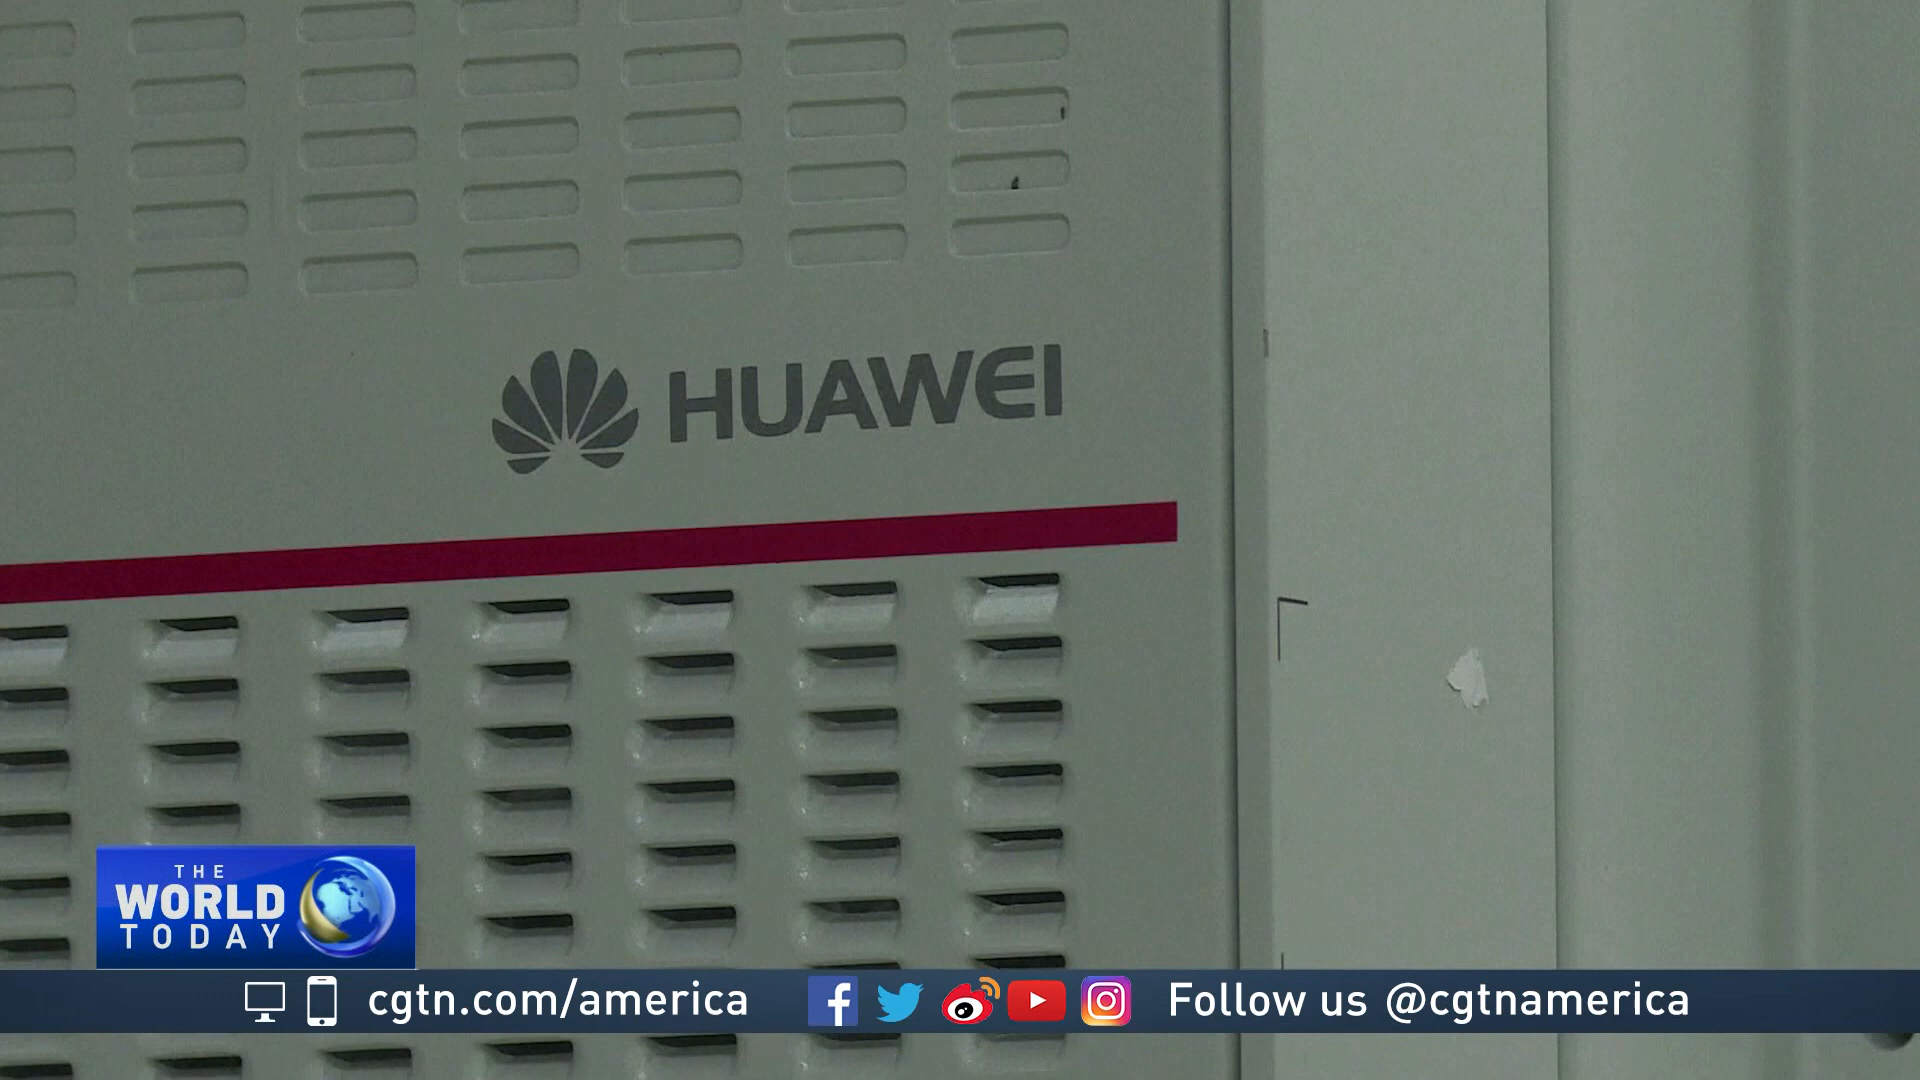 HUAWEI
THE
WORLD
TODAY
cgtn.com/america
Follow us @cgtnamerica